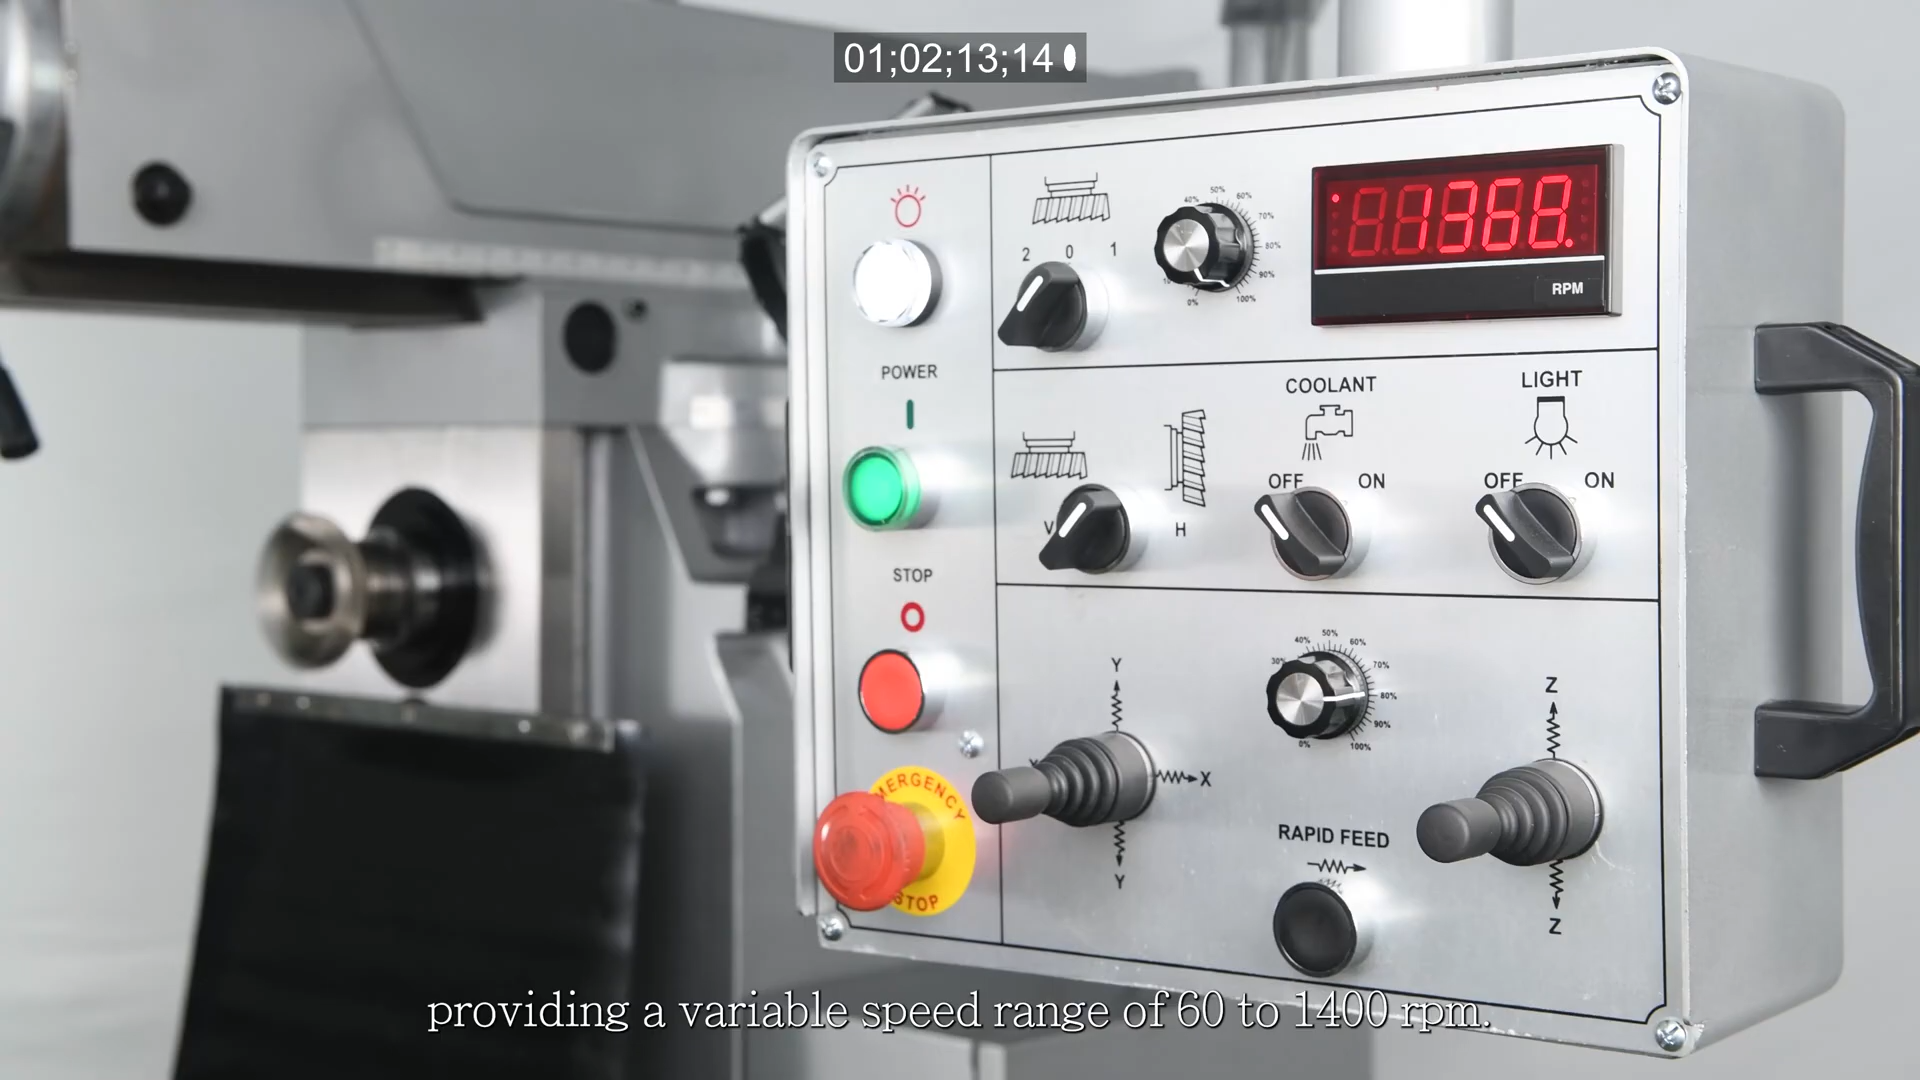 01;02;13;14
40% 50% 60%
70%
80%
90%
100%
0%
2 0 1
1368
RPM
POWER
COOLANT
LIGHT
OFF ON
OFF ON
V H
STOP
30% 40% 50% 60%
70%
80%
90%
100%
0%
Y
X
Y
Z
Z
RAPID FEED
EMERGENCY
STOP
providing a variable speed range of 60 to 1400 rpm.